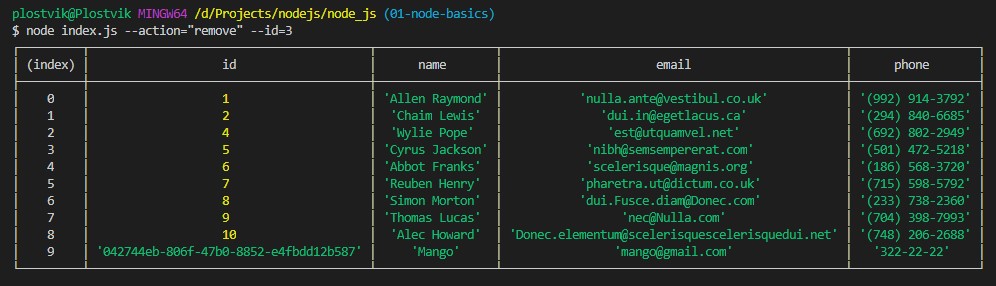 plostvik@Plostvik MINGW64 /d/Projects/nodejs/node_js (01-node-basics)
$ node index.js --action="remove" --id=3
(index) id name email phone
0 1 'Allen Raymond' 'nulla.ante@vestibul.co.uk' '(992) 914-3792'
1 2 'Chaim Lewis' 'dui.in@egetlacus.ca' '(294) 840-6685'
2 4 'Wylie Pope' 'est@utquamvel.net' '(692) 802-2949'
3 5 'Cyrus Jackson' 'nibh@semsempererat.com' '(501) 472-5218'
4 6 'Abbot Franks' 'scelerisque@magnis.org' '(186) 568-3720'
5 7 'Reuben Henry' 'pharetra.ut@dictum.co.uk' '(715) 598-5792'
6 8 'Simon Morton' 'dui.Fusce.diam@Donec.com' '(233) 738-2360'
7 9 'Thomas Lucas' 'nec@Nulla.com' '(704) 398-7993'
8 10 'Alec Howard' 'Donec.elementum@scelerisquescelerisquedui.net' '(748) 206-2688'
9 '042744eb-806f-47b0-8852-e4fbdd12b587' 'Mango' 'mango@gmail.com' '322-22-22'